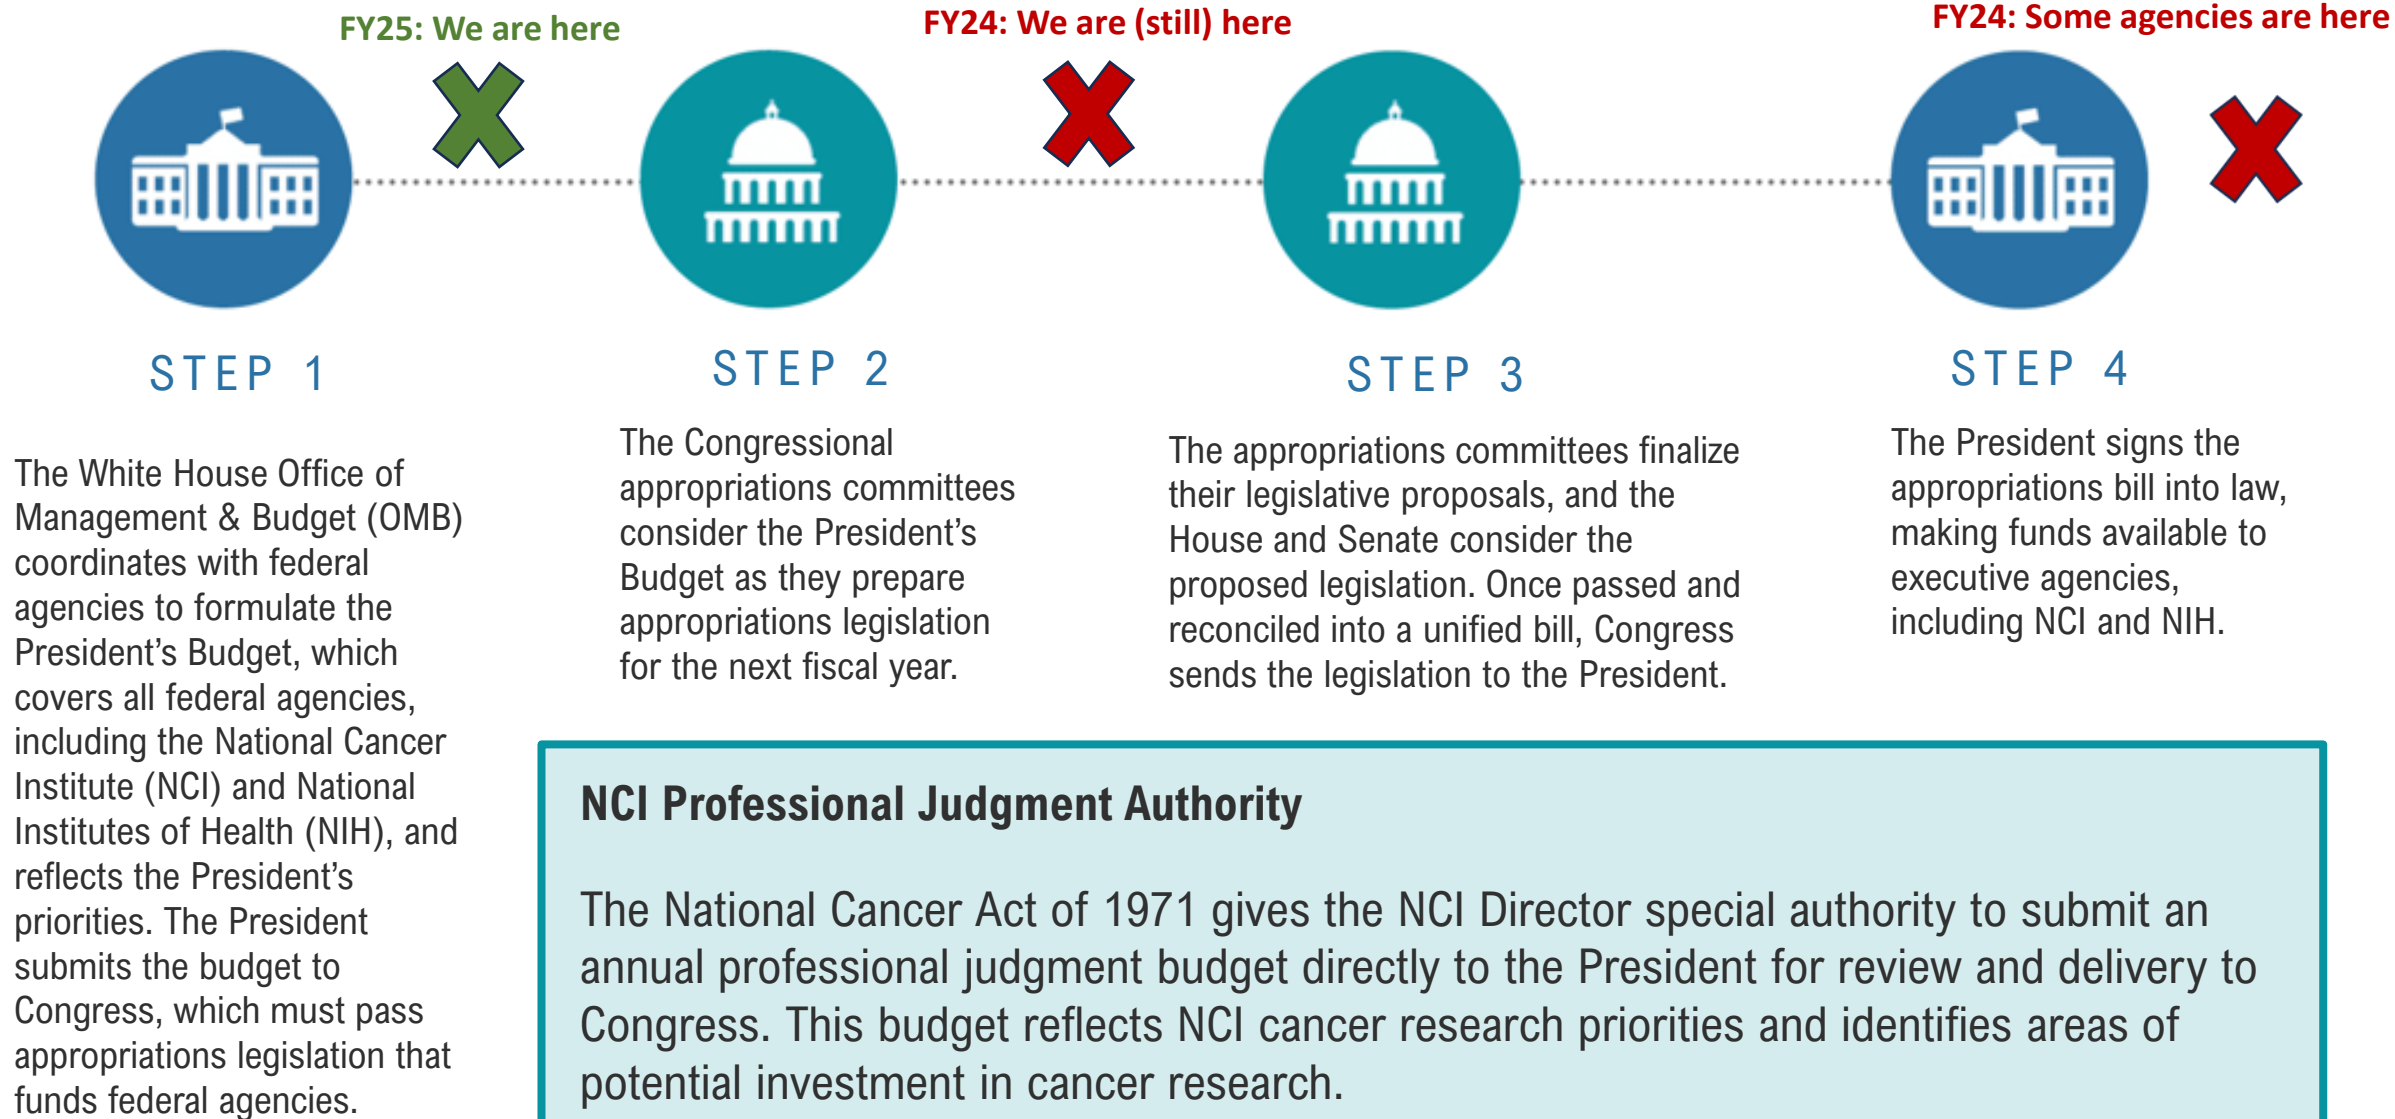 FY25: We are here
FY24: We are (still) here
FY24: Some agencies are here
STEP 1
The White House Office of
Management & Budget (OMB)
coordinates with federal
agencies to formulate the
President’s Budget, which
covers all federal agencies,
including the National Cancer
Institute (NCI) and National
Institutes of Health (NIH), and
reflects the President’s
priorities. The President
submits the budget to
Congress, which must pass
appropriations legislation that
funds federal agencies.
STEP 2
The Congressional
appropriations committees
consider the President’s
Budget as they prepare
appropriations legislation
for the next fiscal year.
STEP 3
The appropriations committees finalize
their legislative proposals, and the
House and Senate consider the
proposed legislation. Once passed and
reconciled into a unified bill, Congress
sends the legislation to the President.
STEP 4
The President signs the
appropriations bill into law,
making funds available to
executive agencies,
including NCI and NIH.
NCI Professional Judgment Authority
The National Cancer Act of 1971 gives the NCI Director special authority to submit an
annual professional judgment budget directly to the President for review and delivery to
Congress. This budget reflects NCI cancer research priorities and identifies areas of
potential investment in cancer research.